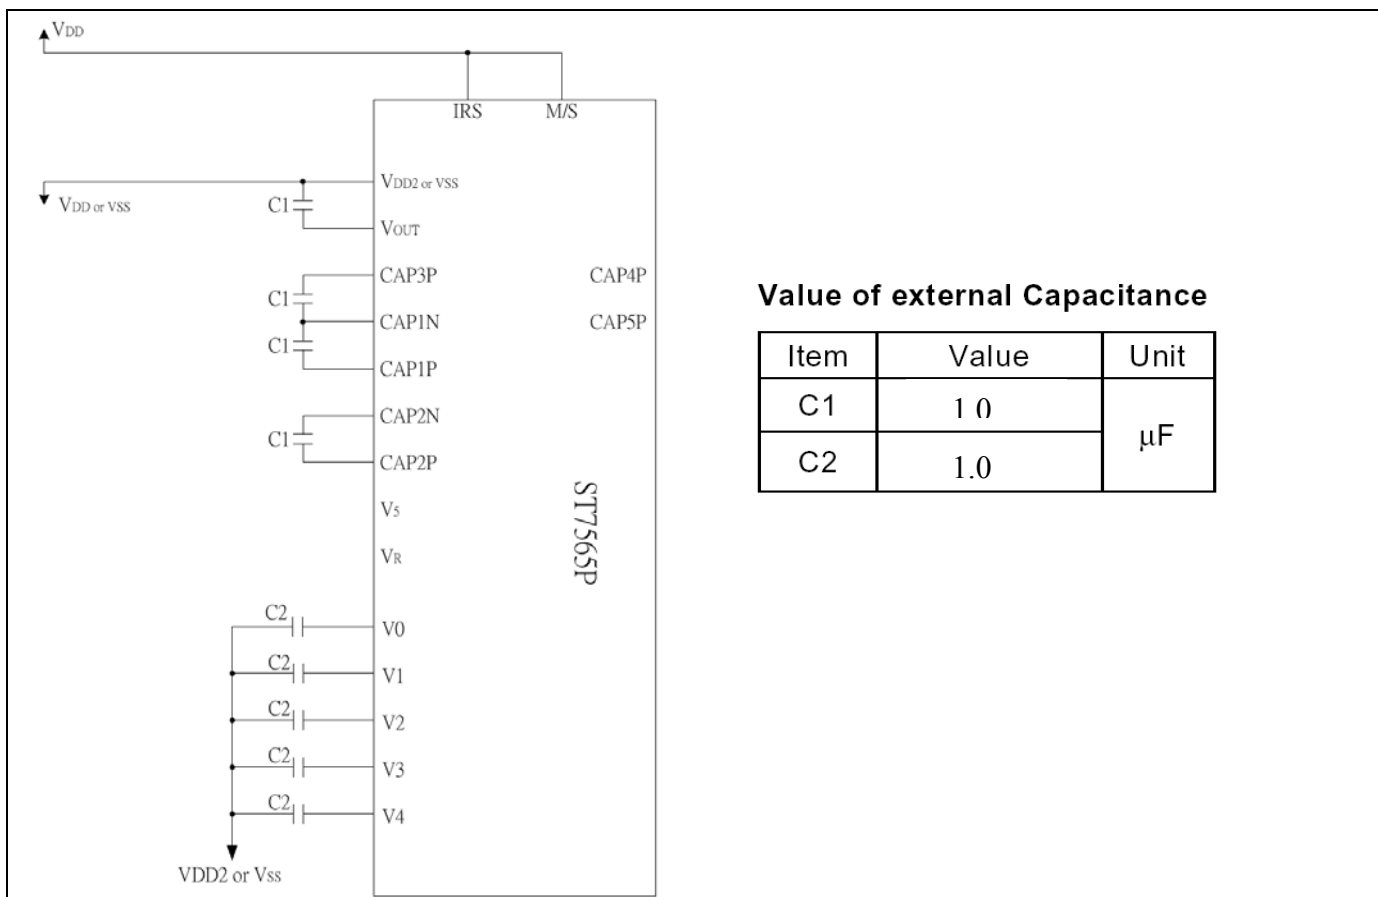 VDD
IRS M/S
VDD2 or VSS
VDD or VSS
C1
VOUT
CAP3P CAP4P
C1
CAP1N CAP5P
C1
CAP1P
CAP2N
C1
CAP2P
V5
VR
ST7565P
C2
V0
C2
V1
C2
V2
C2
V3
C2
V4
VDD2 or Vss
Value of external Capacitance
Item Value Unit
C1 1.0
μF
C2 1.0